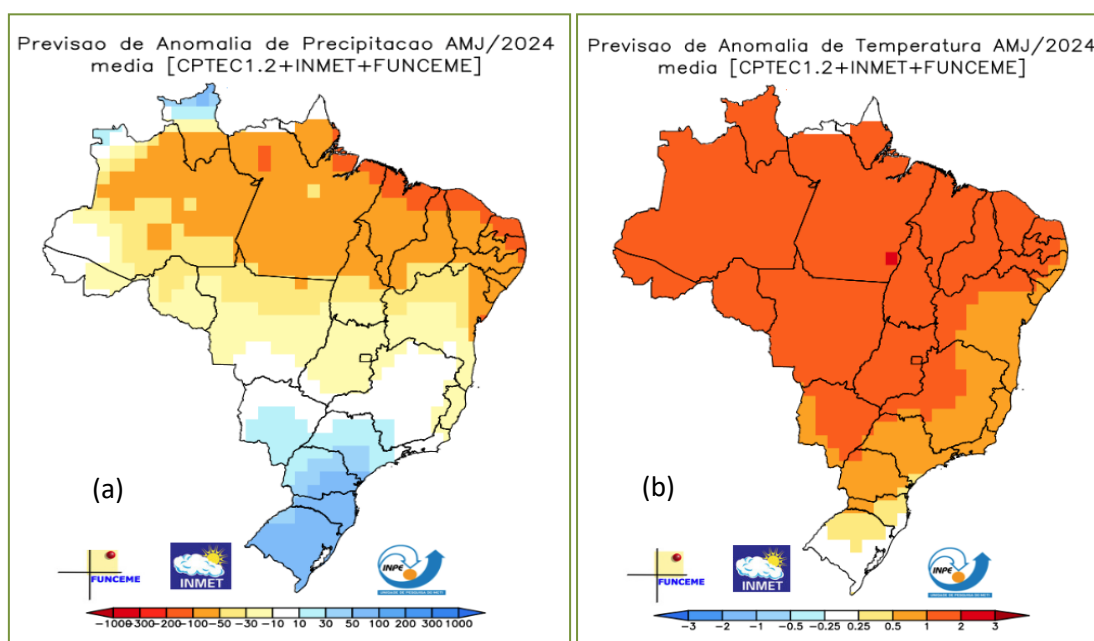 Previsao de Anomalia de Precipitacao AMJ/2024
media [CPTEC1.2+INMET+FUNCEME]
(a)
FUNCEME
INMET
INPE
-1000 -300 -200 -100 -50 -30 -10 10 30 50 100 200 300 1000
Previsao de Anomalia de Temperatura AMJ/2024
media [CPTEC1.2+INMET+FUNCEME]
(b)
FUNCEME
INMET
INPE
-3 -2 -1 -0.5 -0.25 0.25 0.5 1 2 3